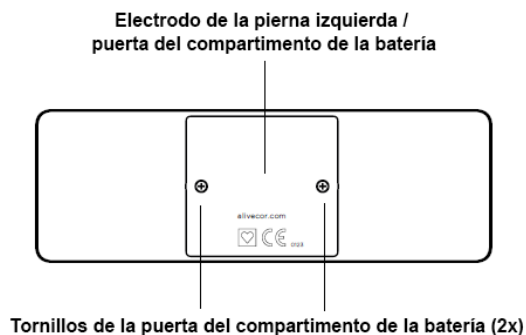 Electrodo de la pierna izquierda /
puerta del compartimento de la batería
alivecor.com
CE 0123
Tornillos de la puerta del compartimento de la batería (2x)